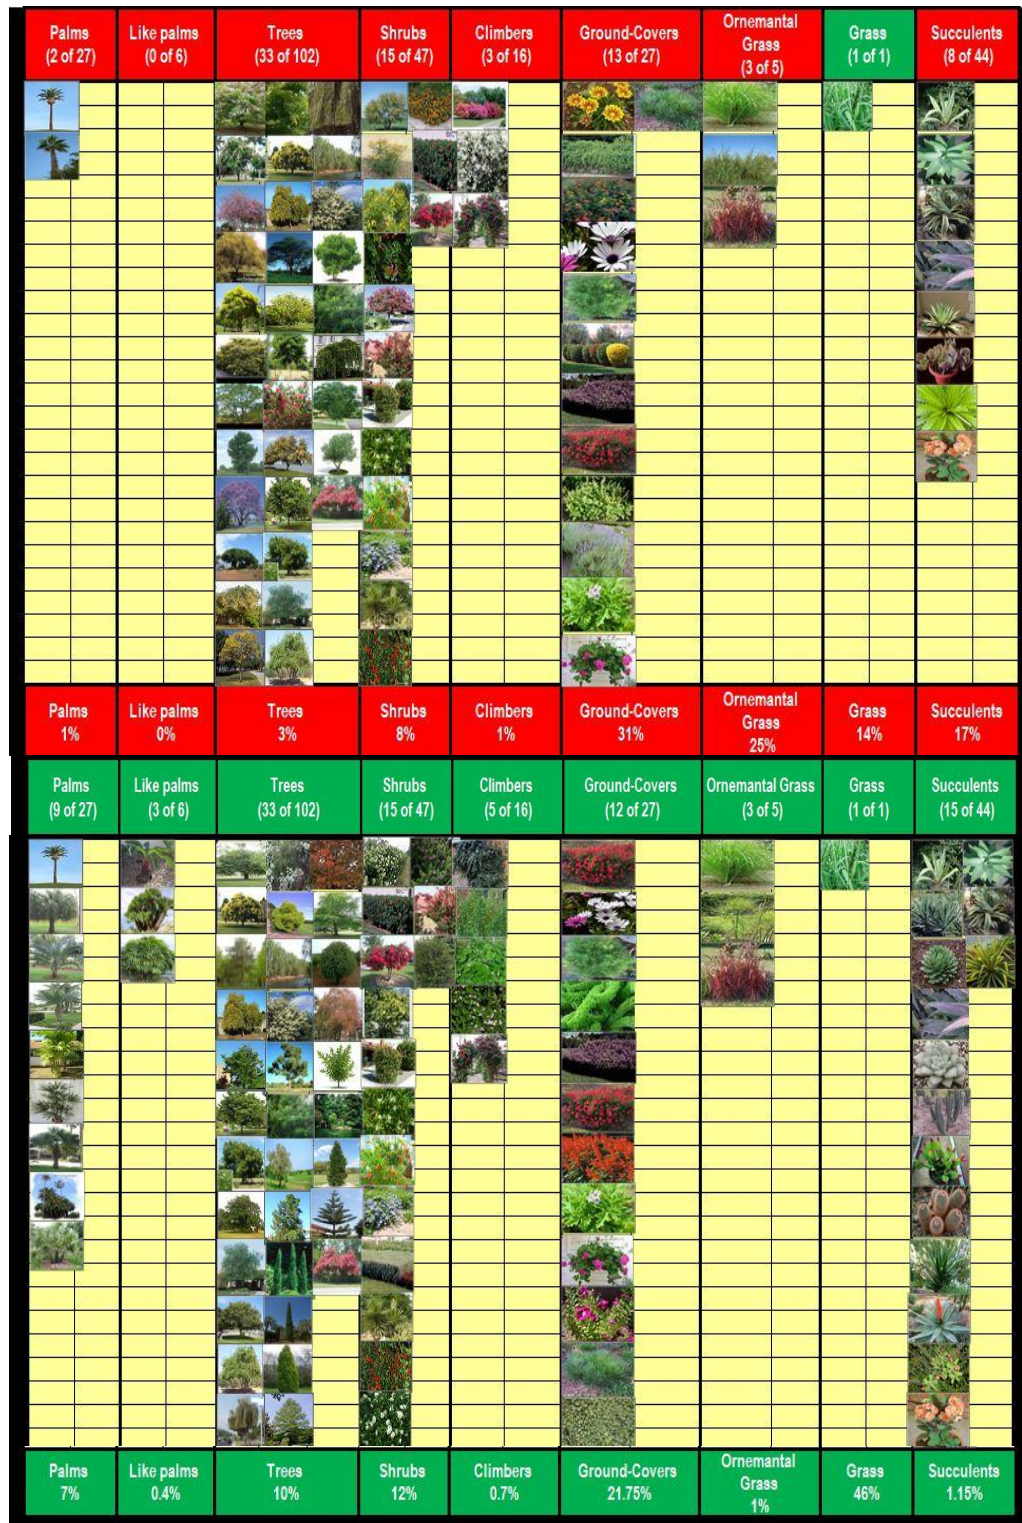 Palms
(2 of 27)
Like palms
(0 of 6)
Trees
(33 of 102)
Shrubs
(15 of 47)
Climbers
(3 of 16)
Ground-Covers
(13 of 27)
Ornemantal
Grass
(3 of 5)
Grass
(1 of 1)
Succulents
(8 of 44)
Palms
1%
Like palms
0%
Trees
3%
Shrubs
8%
Climbers
1%
Ground-Covers
31%
Ornemantal
Grass
25%
Grass
14%
Succulents
17%
Palms
(9 of 27)
Like palms
(3 of 6)
Trees
(33 of 102)
Shrubs
(15 of 47)
Climbers
(5 of 16)
Ground-Covers
(12 of 27)
Ornemantal Grass
(3 of 5)
Grass
(1 of 1)
Succulents
(15 of 44)
Palms
7%
Like palms
0.4%
Trees
10%
Shrubs
12%
Climbers
0.7%
Ground-Covers
21.75%
Ornemantal
Grass
1%
Grass
46%
Succulents
1.15%